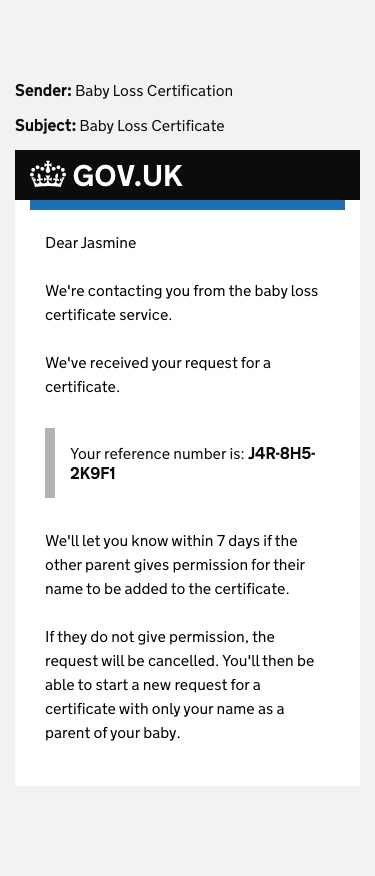 Sender: Baby Loss Certification
Subject: Baby Loss Certificate
GOV.UK
Dear Jasmine
We're contacting you from the baby loss
certificate service.
We've received your request for a
certificate.
Your reference number is: J4R-8H5-
2K9F1
We'll let you know within 7 days if the
other parent gives permission for their
name to be added to the certificate.
If they do not give permission, the
request will be cancelled. You'll then be
able to start a new request for a
certificate with only your name as a
parent of your baby.